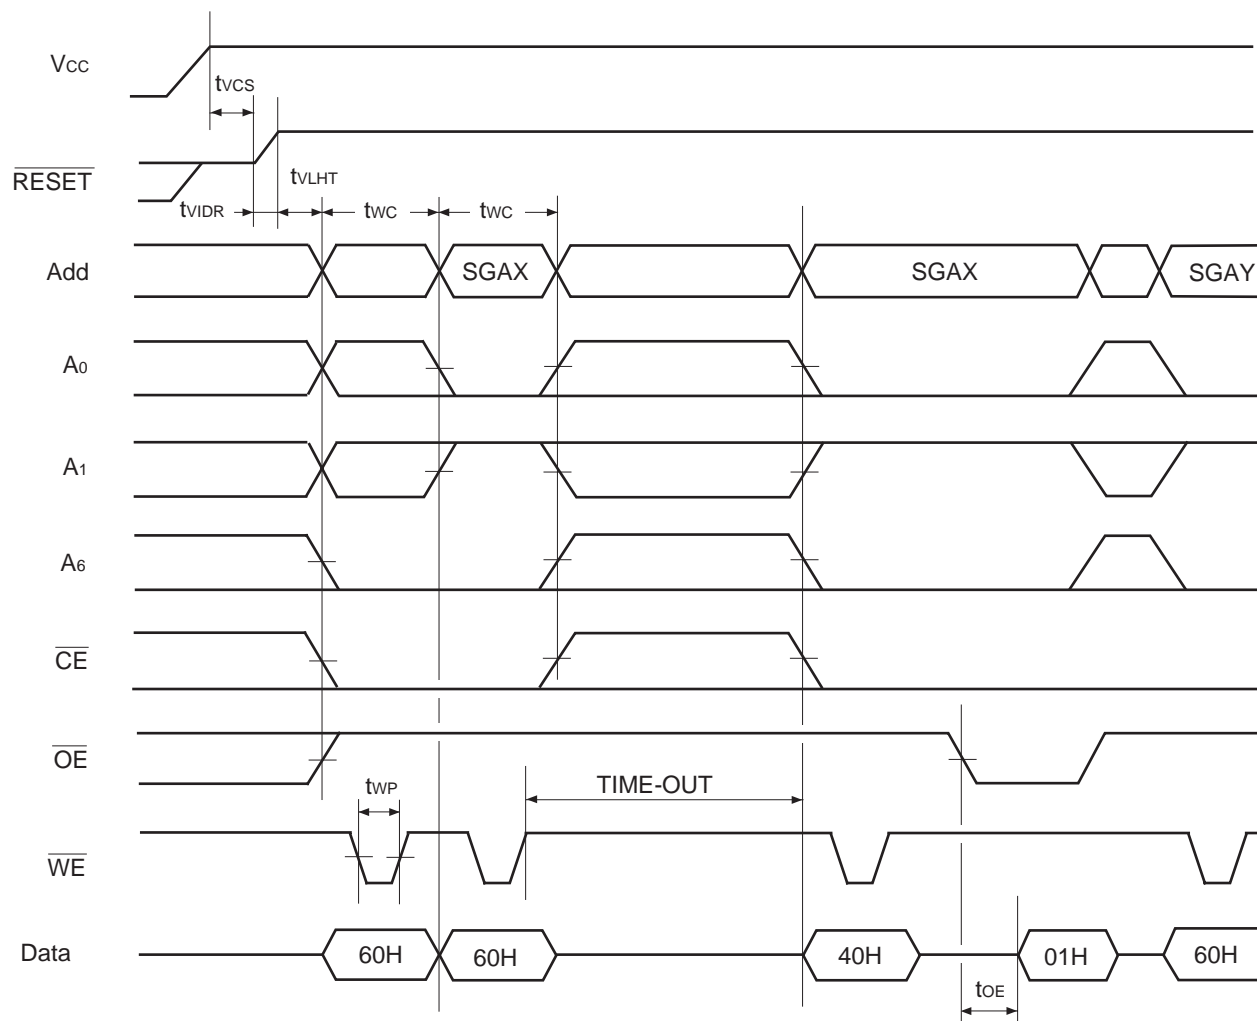 VCC
tVCS
RESET
tVLHT
tVIDR
tWC
tWC
Add
SGAX
SGAX
SGAY
A0
A1
A6
CE
OE
tWP
TIME-OUT
WE
Data
60H
60H
40H
01H
60H
tOE